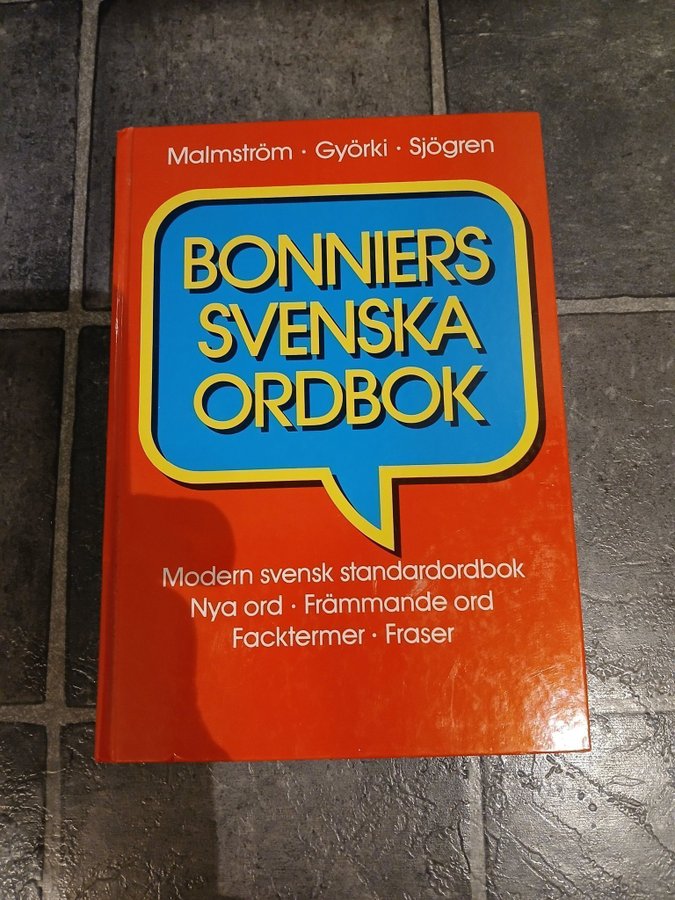 Malmström · Györki · Sjögren
BONNIERS
SVENSKA
ORDBOK
Modern svensk standardordbok
Nya ord · Främmande ord
Facktermer · Fraser